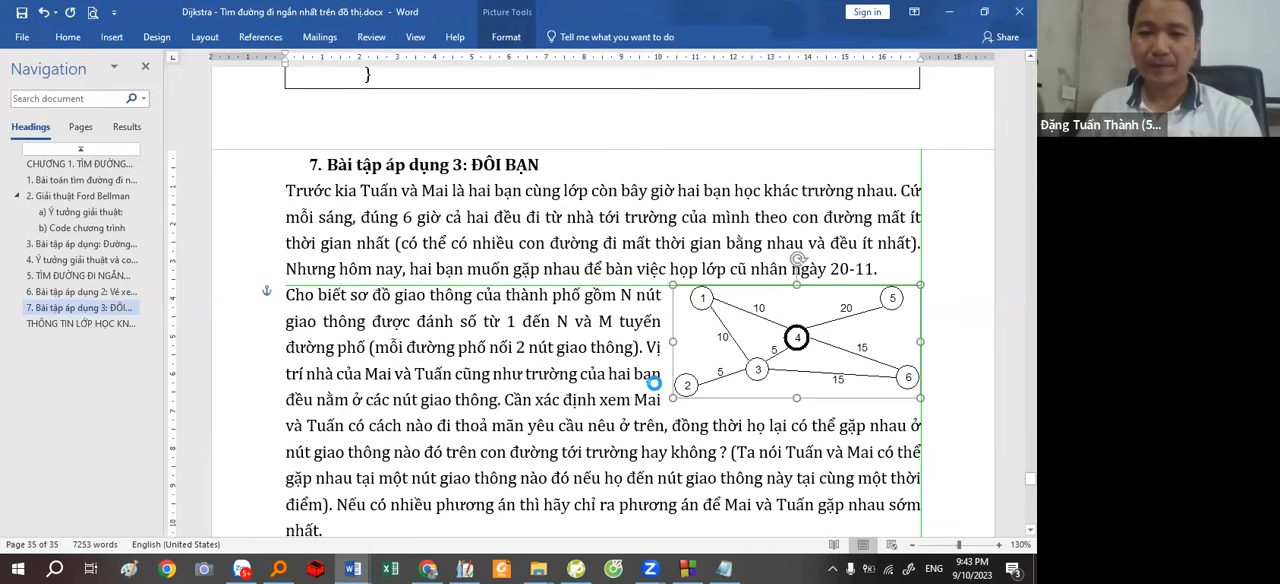 Dijkstra - Tìm đường đi ngắn nhất trên đồ thị.docx - Word
Picture Tools
Sign in
File
Home
Insert
Design
Layout
References
Mailings
Review
View
Help
Format
Tell me what you want to do
Share
Navigation
Search document
Headings
Pages
Results
CHƯƠNG 1. TÌM ĐƯỜNG...
1. Bài toán tìm đường đi n...
2. Giải thuật Ford Bellman
a) Ý tưởng giải thuật:
b) Code chương trình
3. Bài tập áp dụng: Đường...
4. Ý tưởng giải thuật và co...
5. TÌM ĐƯỜNG ĐI NGẮN...
6. Bài tập áp dụng 2: Vé xe...
7. Bài tập áp dụng 3: ĐÔI...
THÔNG TIN LỚP HỌC KN...
}
7. Bài tập áp dụng 3: ĐÔI BẠN
Trước kia Tuấn và Mai là hai bạn cùng lớp còn bây giờ hai bạn học khác trường nhau. Cứ
mỗi sáng, đúng 6 giờ cả hai đều đi từ nhà tới trường của mình theo con đường mất ít
thời gian nhất (có thể có nhiều con đường đi mất thời gian bằng nhau và đều ít nhất).
Nhưng hôm nay, hai bạn muốn gặp nhau để bàn việc họp lớp cũ nhân ngày 20-11.
Cho biết sơ đồ giao thông của thành phố gồm N nút
giao thông được đánh số từ 1 đến N và M tuyến
đường phố (mỗi đường phố nối 2 nút giao thông). Vị
trí nhà của Mai và Tuấn cũng như trường của hai bạn
đều nằm ở các nút giao thông. Cần xác định xem Mai
và Tuấn có cách nào đi thoả mãn yêu cầu nêu ở trên, đồng thời họ lại có thể gặp nhau ở
nút giao thông nào đó trên con đường tới trường hay không ? (Ta nói Tuấn và Mai có thể
gặp nhau tại một nút giao thông nào đó nếu họ đến nút giao thông này tại cùng một thời
điểm). Nếu có nhiều phương án thì hãy chỉ ra phương án để Mai và Tuấn gặp nhau sớm
nhất.
1
10
20
5
10
4
5
15
3
5
2
15
6
Đặng Tuấn Thành (5...
Page 35 of 35
7253 words
English (United States)
130%
ENG
9:43 PM
9/10/2023